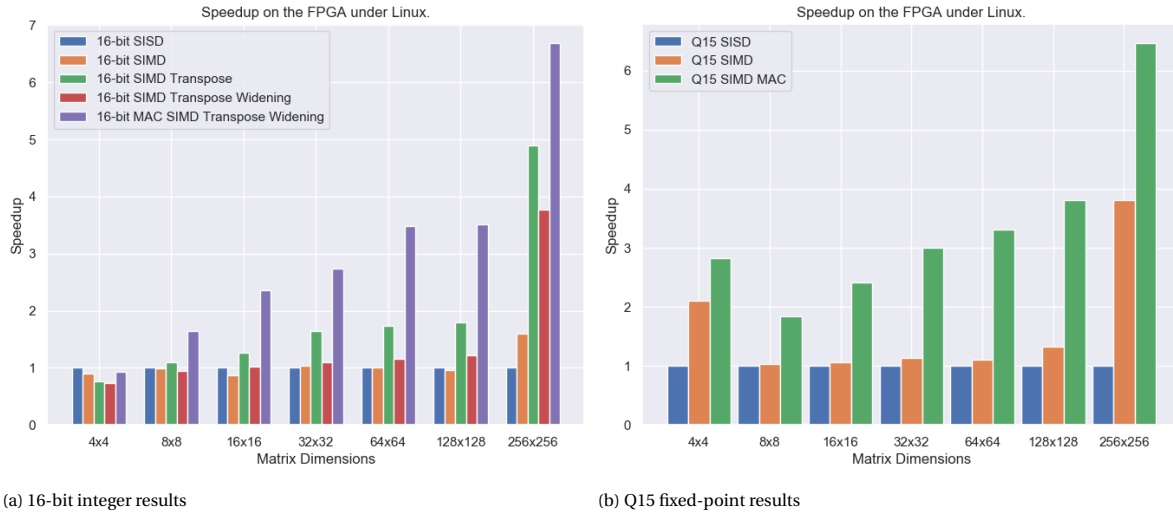 Speedup on the FPGA under Linux.
7
6
5
4
3
2
1
0
Speedup
16-bit SISD
16-bit SIMD
16-bit SIMD Transpose
16-bit SIMD Transpose Widening
16-bit MAC SIMD Transpose Widening
4x4 8x8 16x16 32x32 64x64 128x128 256x256
Matrix Dimensions
(a) 16-bit integer results
Speedup on the FPGA under Linux.
6
5
4
3
2
1
0
Speedup
Q15 SISD
Q15 SIMD
Q15 SIMD MAC
4x4 8x8 16x16 32x32 64x64 128x128 256x256
Matrix Dimensions
(b) Q15 fixed-point results